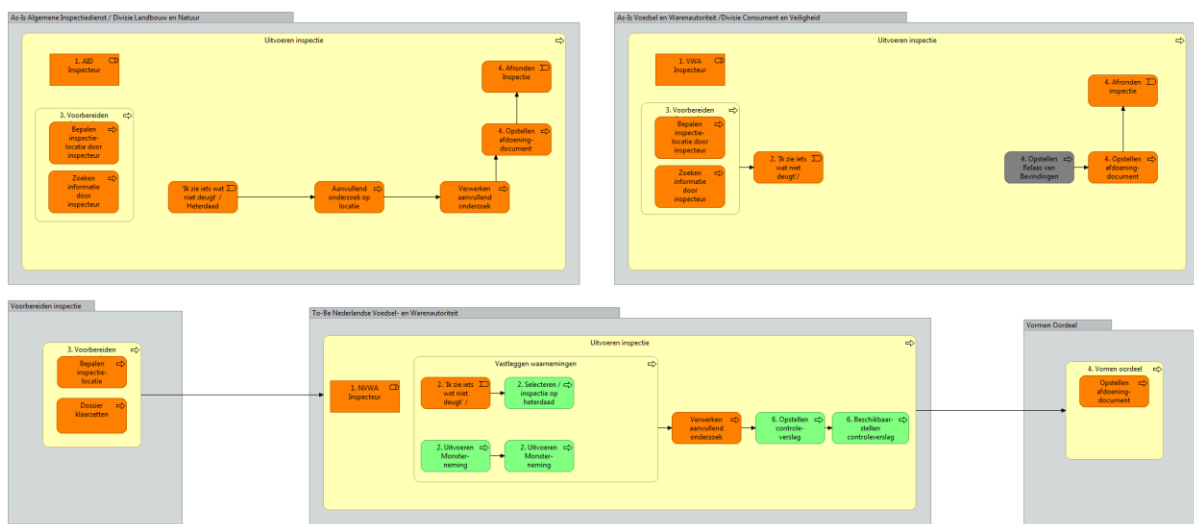 As-Is Algemene Inspectiedienst / Divisie Landbouw en Natuur
Uitvoeren inspectie
1. AID
Inspecteur
3. Voorbereiden
Bepalen
inspectie-
locatie door
inspecteur
Zoeken
informatie
door
inspecteur
'Ik zie iets wat
niet deugt' /
Heterdaad
Aanvullend
onderzoek op
locatie
Verwerken
aanvullend
onderzoek
4. Opstellen
afdoening-
document
4. Afronden
Inspectie
As-Is Voedsel en Warenautoriteit /Divisie Consument en Veiligheid
Uitvoeren inspectie
1. VWA
Inspecteur
3. Voorbereiden
Bepalen
inspectie-
locatie door
inspecteur
Zoeken
informatie
door
inspecteur
2. 'Ik zie iets
wat niet
deugt'/
4. Opstellen
Relaas van
Bevindingen
4. Opstellen
afdoening-
document
4. Afronden
inspectie
Voorbereiden inspectie
3. Voorbereiden
Bepalen
inspectie-
locatie
Dossier
klaarzetten
To-Be Nederlandse Voedsel- en Warenautoriteit
Uitvoeren inspectie
1. NVWA
Inspecteur
Vastleggen waarnemingen
2. 'Ik zie iets
wat niet
deugt' /
2. Selecteren /
inspectie op
heterdaad
2. Uitvoeren
Monster-
neming
2. Uitvoeren
Monster-
neming
Verwerken
aanvullend
onderzoek
6. Opstellen
controle-
verslag
6. Beschikbaar-
stellen
controleverslag
Vormen Oordeel
4. Vormen oordeel
Opstellen
afdoening-
document